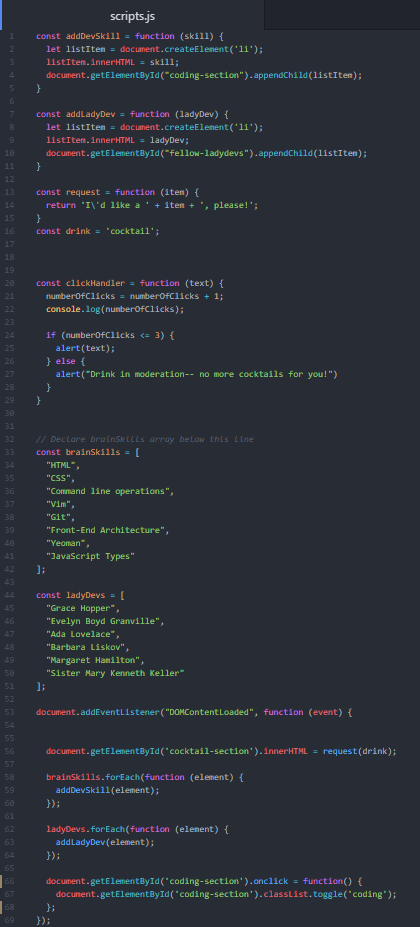 scripts.js
1 const addDevSkill = function (skill) {
2   let listItem = document.createElement('li');
3   listItem.innerHTML = skill;
4   document.getElementById("coding-section").appendChild(listItem);
5 }
6
7 const addLadyDev = function (ladyDev) {
8   let listItem = document.createElement('li');
9   listItem.innerHTML = ladyDev;
10   document.getElementById("fellow-ladydevs").appendChild(listItem);
11 }
12
13 const request = function (item) {
14   return 'I\'d like a ' + item + ', please!';
15 }
16 const drink = 'cocktail';
17
18
19
20 const clickHandler = function (text) {
21   numberOfClicks = numberOfClicks + 1;
22   console.log(numberOfClicks);
23
24   if (numberOfClicks <= 3) {
25     alert(text);
26   } else {
27     alert("Drink in moderation-- no more cocktails for you!")
28   }
29 }
30
31
32 // Declare brainSkills array below this line
33 const brainSkills = [
34   "HTML",
35   "CSS",
36   "Command line operations",
37   "Vim",
38   "Git",
39   "Front-End Architecture",
40   "Yeoman",
41   "JavaScript Types"
42 ];
43
44 const ladyDevs = [
45   "Grace Hopper",
46   "Evelyn Boyd Granville",
47   "Ada Lovelace",
48   "Barbara Liskov",
49   "Margaret Hamilton",
50   "Sister Mary Kenneth Keller"
51 ];
52
53 document.addEventListener("DOMContentLoaded", function (event) {
54
55
56   document.getElementById('cocktail-section').innerHTML = request(drink);
57
58   brainSkills.forEach(function (element) {
59     addDevSkill(element);
60   });
61
62   ladyDevs.forEach(function (element) {
63     addLadyDev(element);
64   });
65
66   document.getElementById('coding-section').onclick = function() {
67     document.getElementById('coding-section').classList.toggle('coding');
68   };
69 });